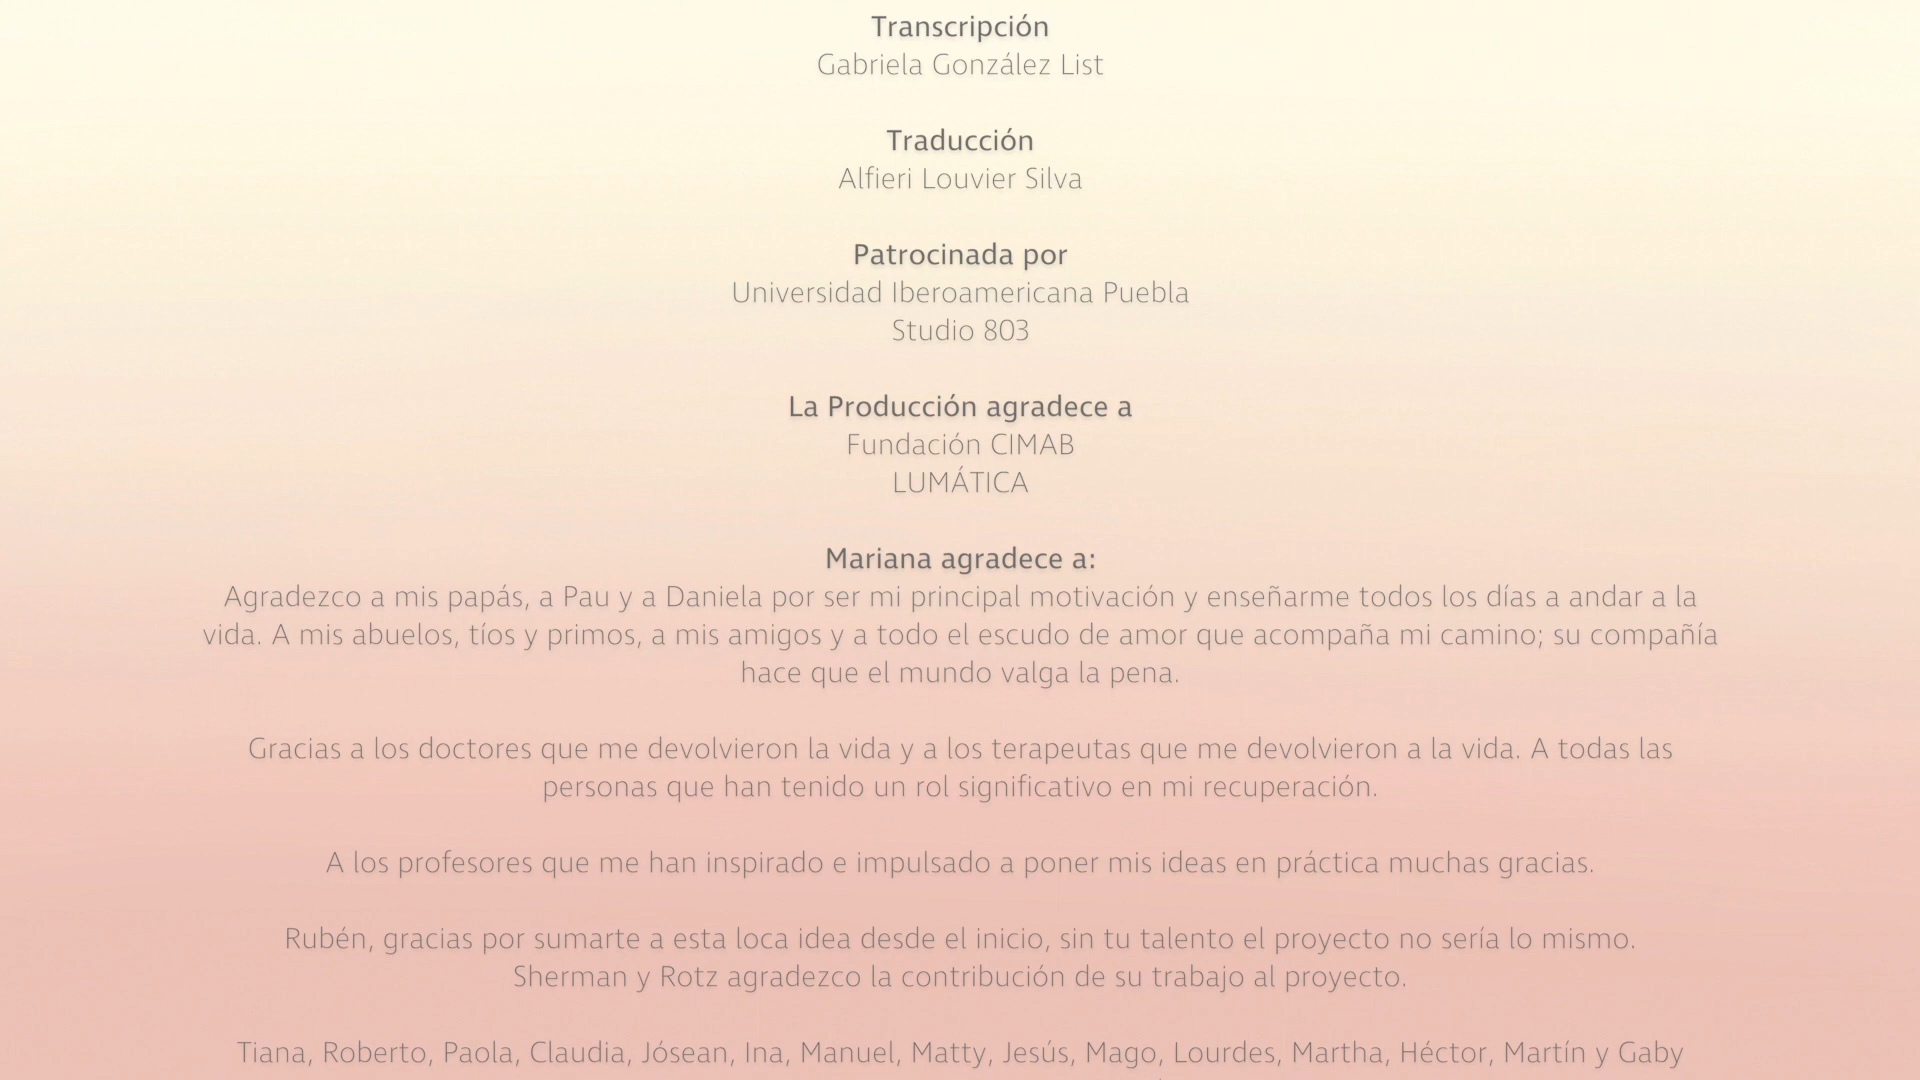 Transcripción
Gabriela González List
Traducción
Alfieri Louvier Silva
Patrocinada por
Universidad Iberoamericana Puebla
Studio 803
La Producción agradece a
Fundación CIMAB
LUMÁTICA
Mariana agradece a:
Agradezco a mis papás, a Pau y a Daniela por ser mi principal motivación y enseñarme todos los días a andar a la
vida. A mis abuelos, tíos y primos, a mis amigos y a todo el escudo de amor que acompaña mi camino; su compañía
hace que el mundo valga la pena.
Gracias a los doctores que me devolvieron la vida y a los terapeutas que me devolvieron a la vida. A todas las
personas que han tenido un rol significativo en mi recuperación.
A los profesores que me han inspirado e impulsado a poner mis ideas en práctica muchas gracias.
Rubén, gracias por sumarte a esta loca idea desde el inicio, sin tu talento el proyecto no sería lo mismo.
Sherman y Rotz agradezco la contribución de su trabajo al proyecto.
Tiana, Roberto, Paola, Claudia, Jósean, Ina, Manuel, Matty, Jesús, Mago, Lourdes, Martha, Héctor, Martín y Gaby